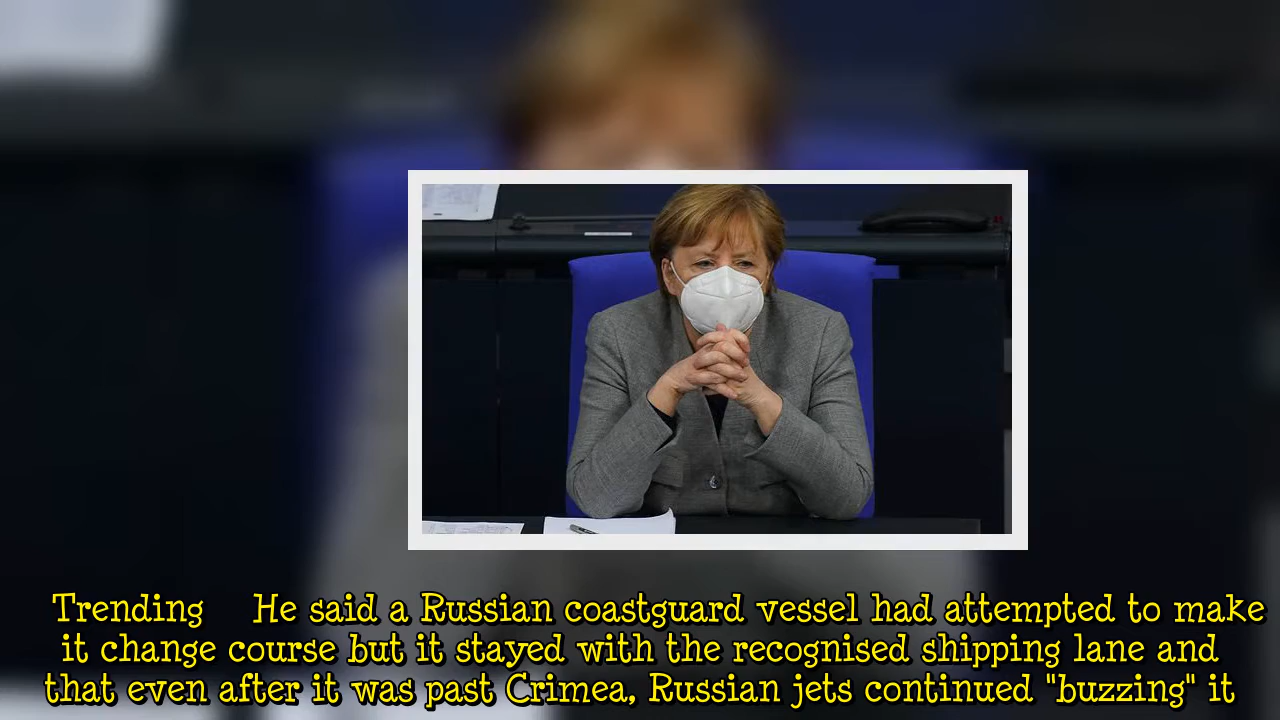 Trending He said a Russian coastguard vessel had attempted to make
it change course but it stayed with the recognised shipping lane and
that even after it was past Crimea, Russian jets continued "buzzing" it